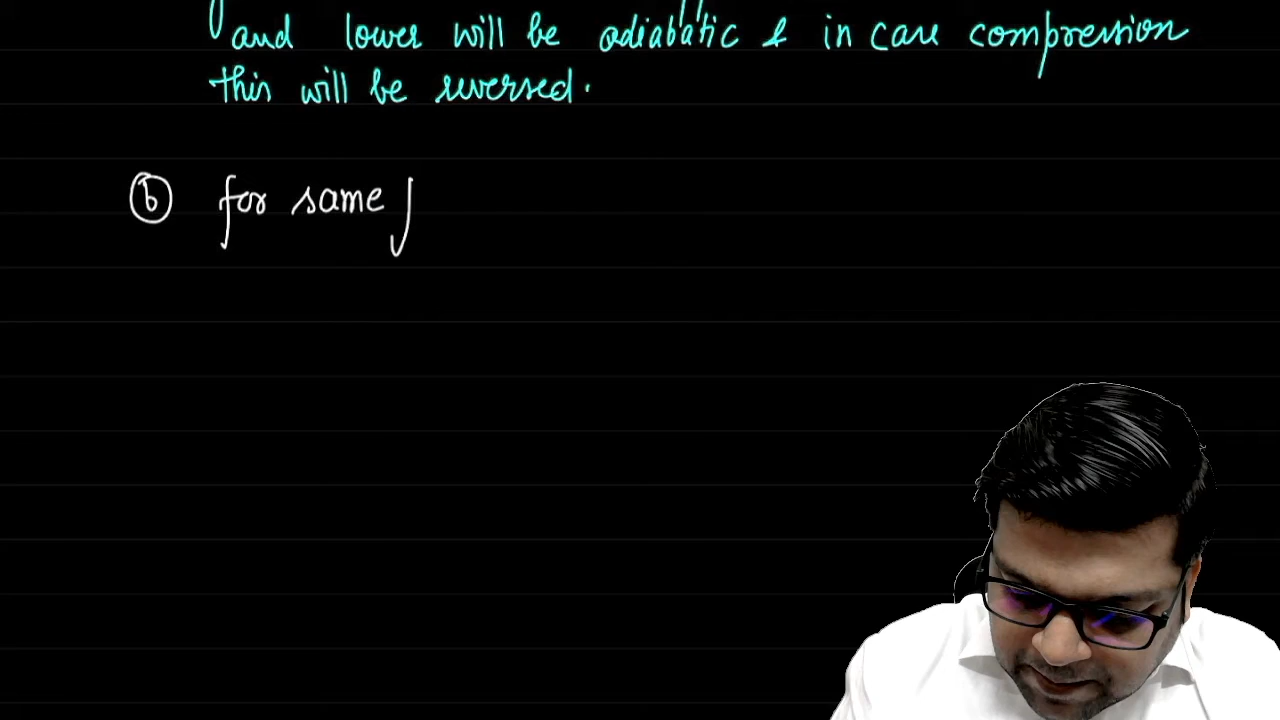 and lower will be adiabatic & in case compression
this will be reversed.
(b) for same